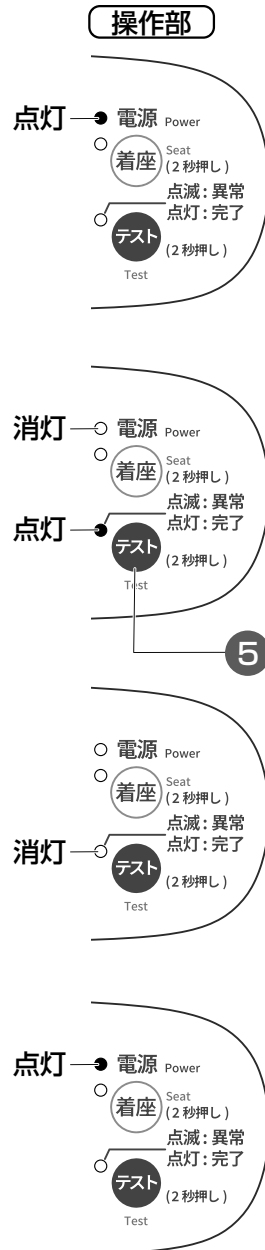 操作部
点灯 電源 Power
着座 Seat
(2秒押し)
点滅:異常
点灯:完了
テスト (2秒押し)
Test
消灯 電源 Power
着座 Seat
(2秒押し)
点滅:異常
点灯 点灯:完了
テスト (2秒押し)
Test
5
電源 Power
着座 Seat
(2秒押し)
点滅:異常
消灯 点灯:完了
テスト (2秒押し)
Test
点灯 電源 Power
着座 Seat
(2秒押し)
点滅:異常
点灯:完了
テスト (2秒押し)
Test